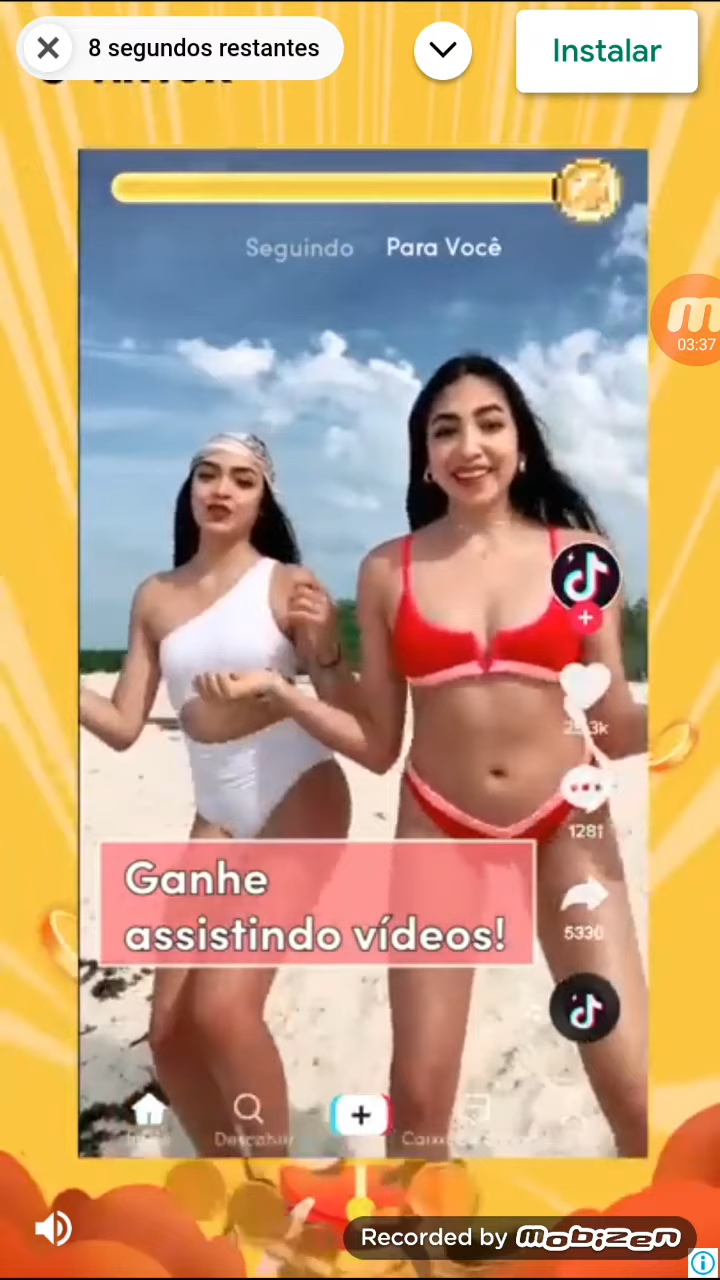 8 segundos restantes
Instalar
Seguindo Para Você
03:37
1281
5330
Ganhe
assistindo vídeos!
Recorded by mobizen